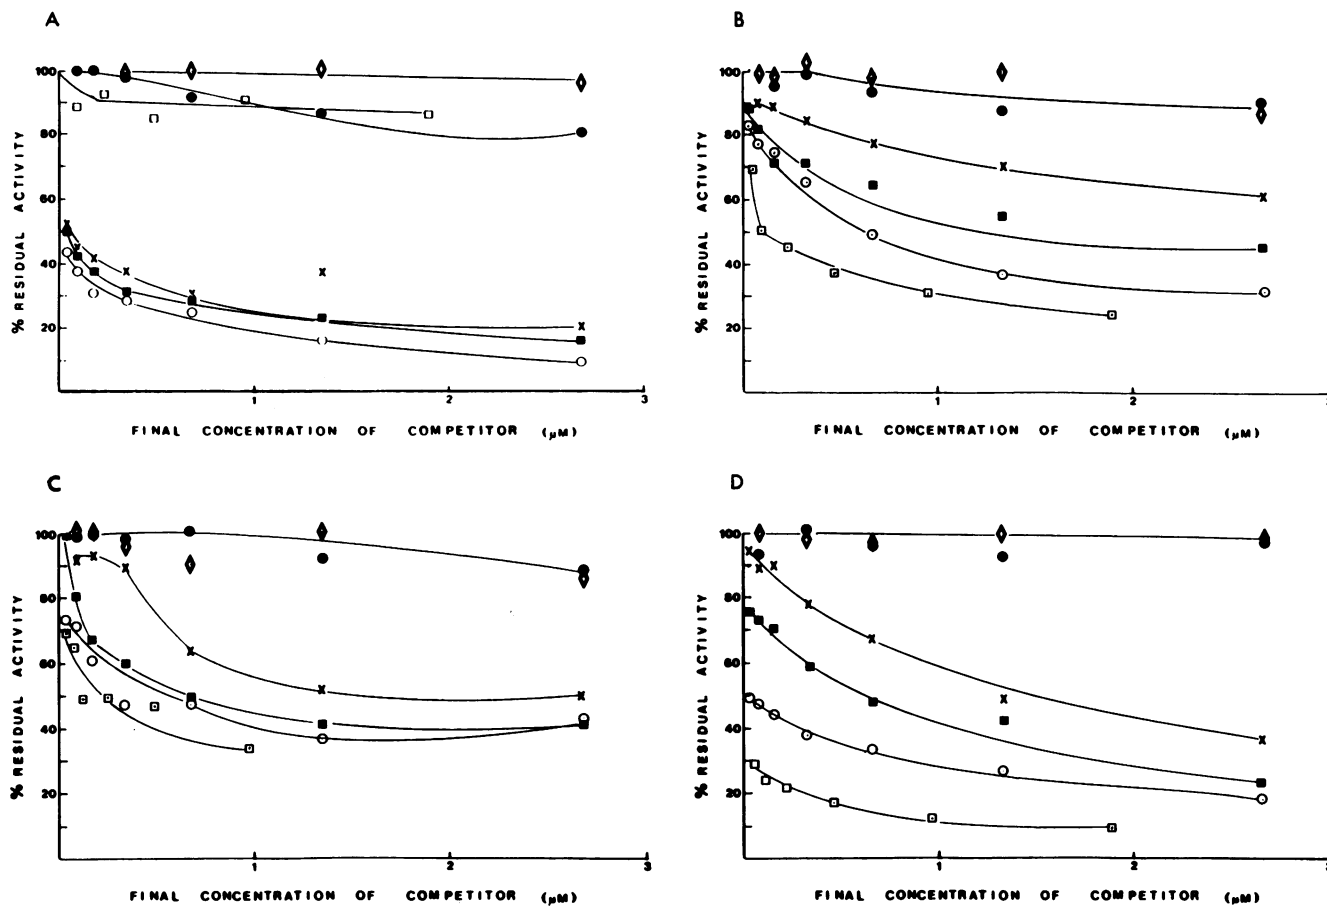 A
B
100
80
60
40
20
% RESIDUAL ACTIVITY
1
2
3
FINAL CONCENTRATION OF COMPETITOR (µM)
100
80
60
40
20
% RESIDUAL ACTIVITY
1
2
FINAL CONCENTRATION OF COMPETITOR (µM)
C
D
100
80
60
40
20
% RESIDUAL ACTIVITY
1
2
3
FINAL CONCENTRATION OF COMPETITOR (µM)
100
80
60
40
20
% RESIDUAL ACTIVITY
1
2
FINAL CONCENTRATION OF COMPETITOR (µM)